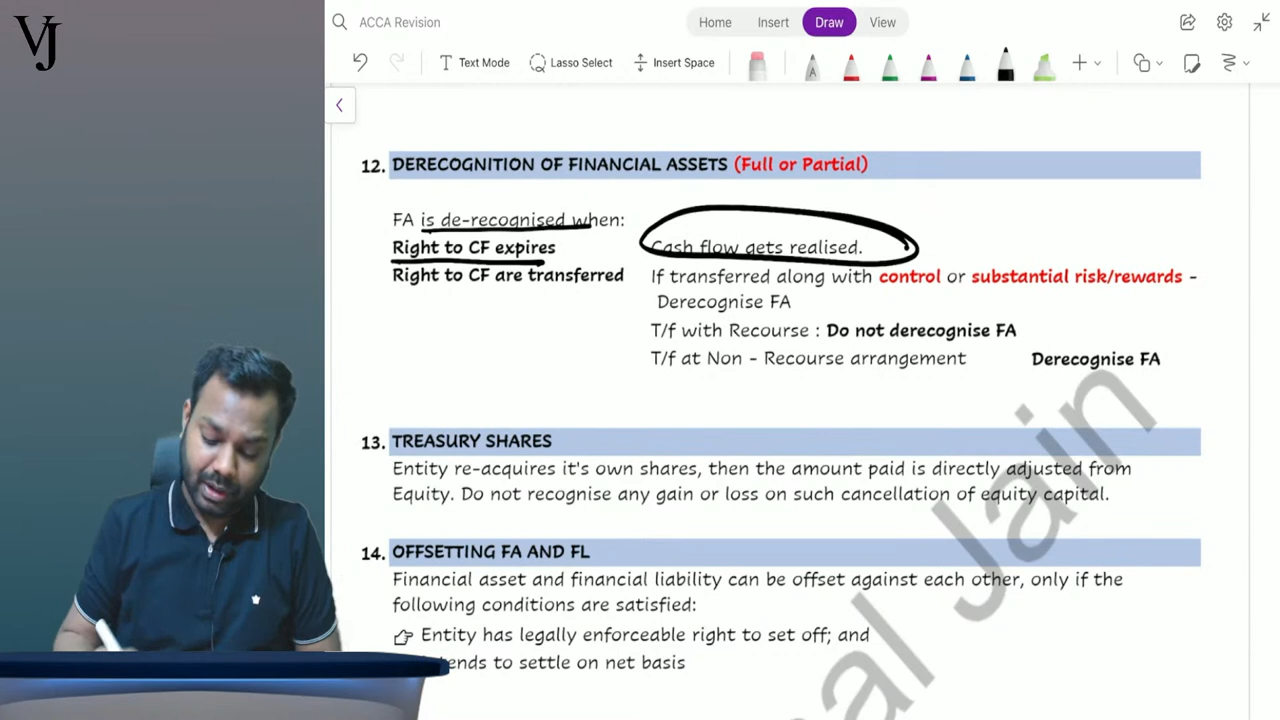 VJ
ACCA Revision
Home Insert Draw View
Text Mode Lasso Select Insert Space
12. DERECOGNITION OF FINANCIAL ASSETS (Full or Partial)
FA is de-recognised when:
Right to CF expires Cash flow gets realised.
Right to CF are transferred If transferred along with control or substantial risk/rewards -
Derecognise FA
T/f with Recourse : Do not derecognise FA
T/f at Non - Recourse arrangement Derecognise FA
13. TREASURY SHARES
Entity re-acquires it's own shares, then the amount paid is directly adjusted from
Equity. Do not recognise any gain or loss on such cancellation of equity capital.
14. OFFSETTING FA AND FL
Financial asset and financial liability can be offset against each other, only if the
following conditions are satisfied:
Entity has legally enforceable right to set off; and
tends to settle on net basis
al Jain